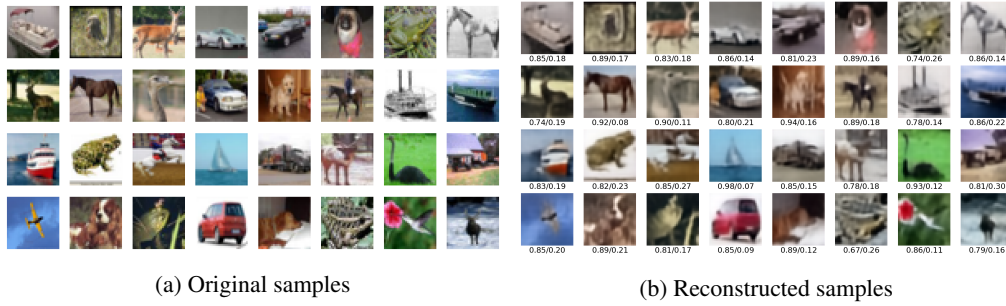 0.85/0.18 0.89/0.17 0.83/0.18 0.86/0.14 0.81/0.23 0.89/0.16 0.74/0.26 0.86/0.14
0.74/0.19 0.92/0.08 0.90/0.11 0.80/0.21 0.94/0.16 0.89/0.18 0.78/0.14 0.86/0.22
0.83/0.19 0.82/0.23 0.85/0.27 0.98/0.07 0.85/0.15 0.78/0.18 0.93/0.12 0.81/0.30
0.85/0.20 0.89/0.21 0.81/0.17 0.85/0.09 0.89/0.12 0.67/0.26 0.86/0.11 0.79/0.16
(a) Original samples
(b) Reconstructed samples